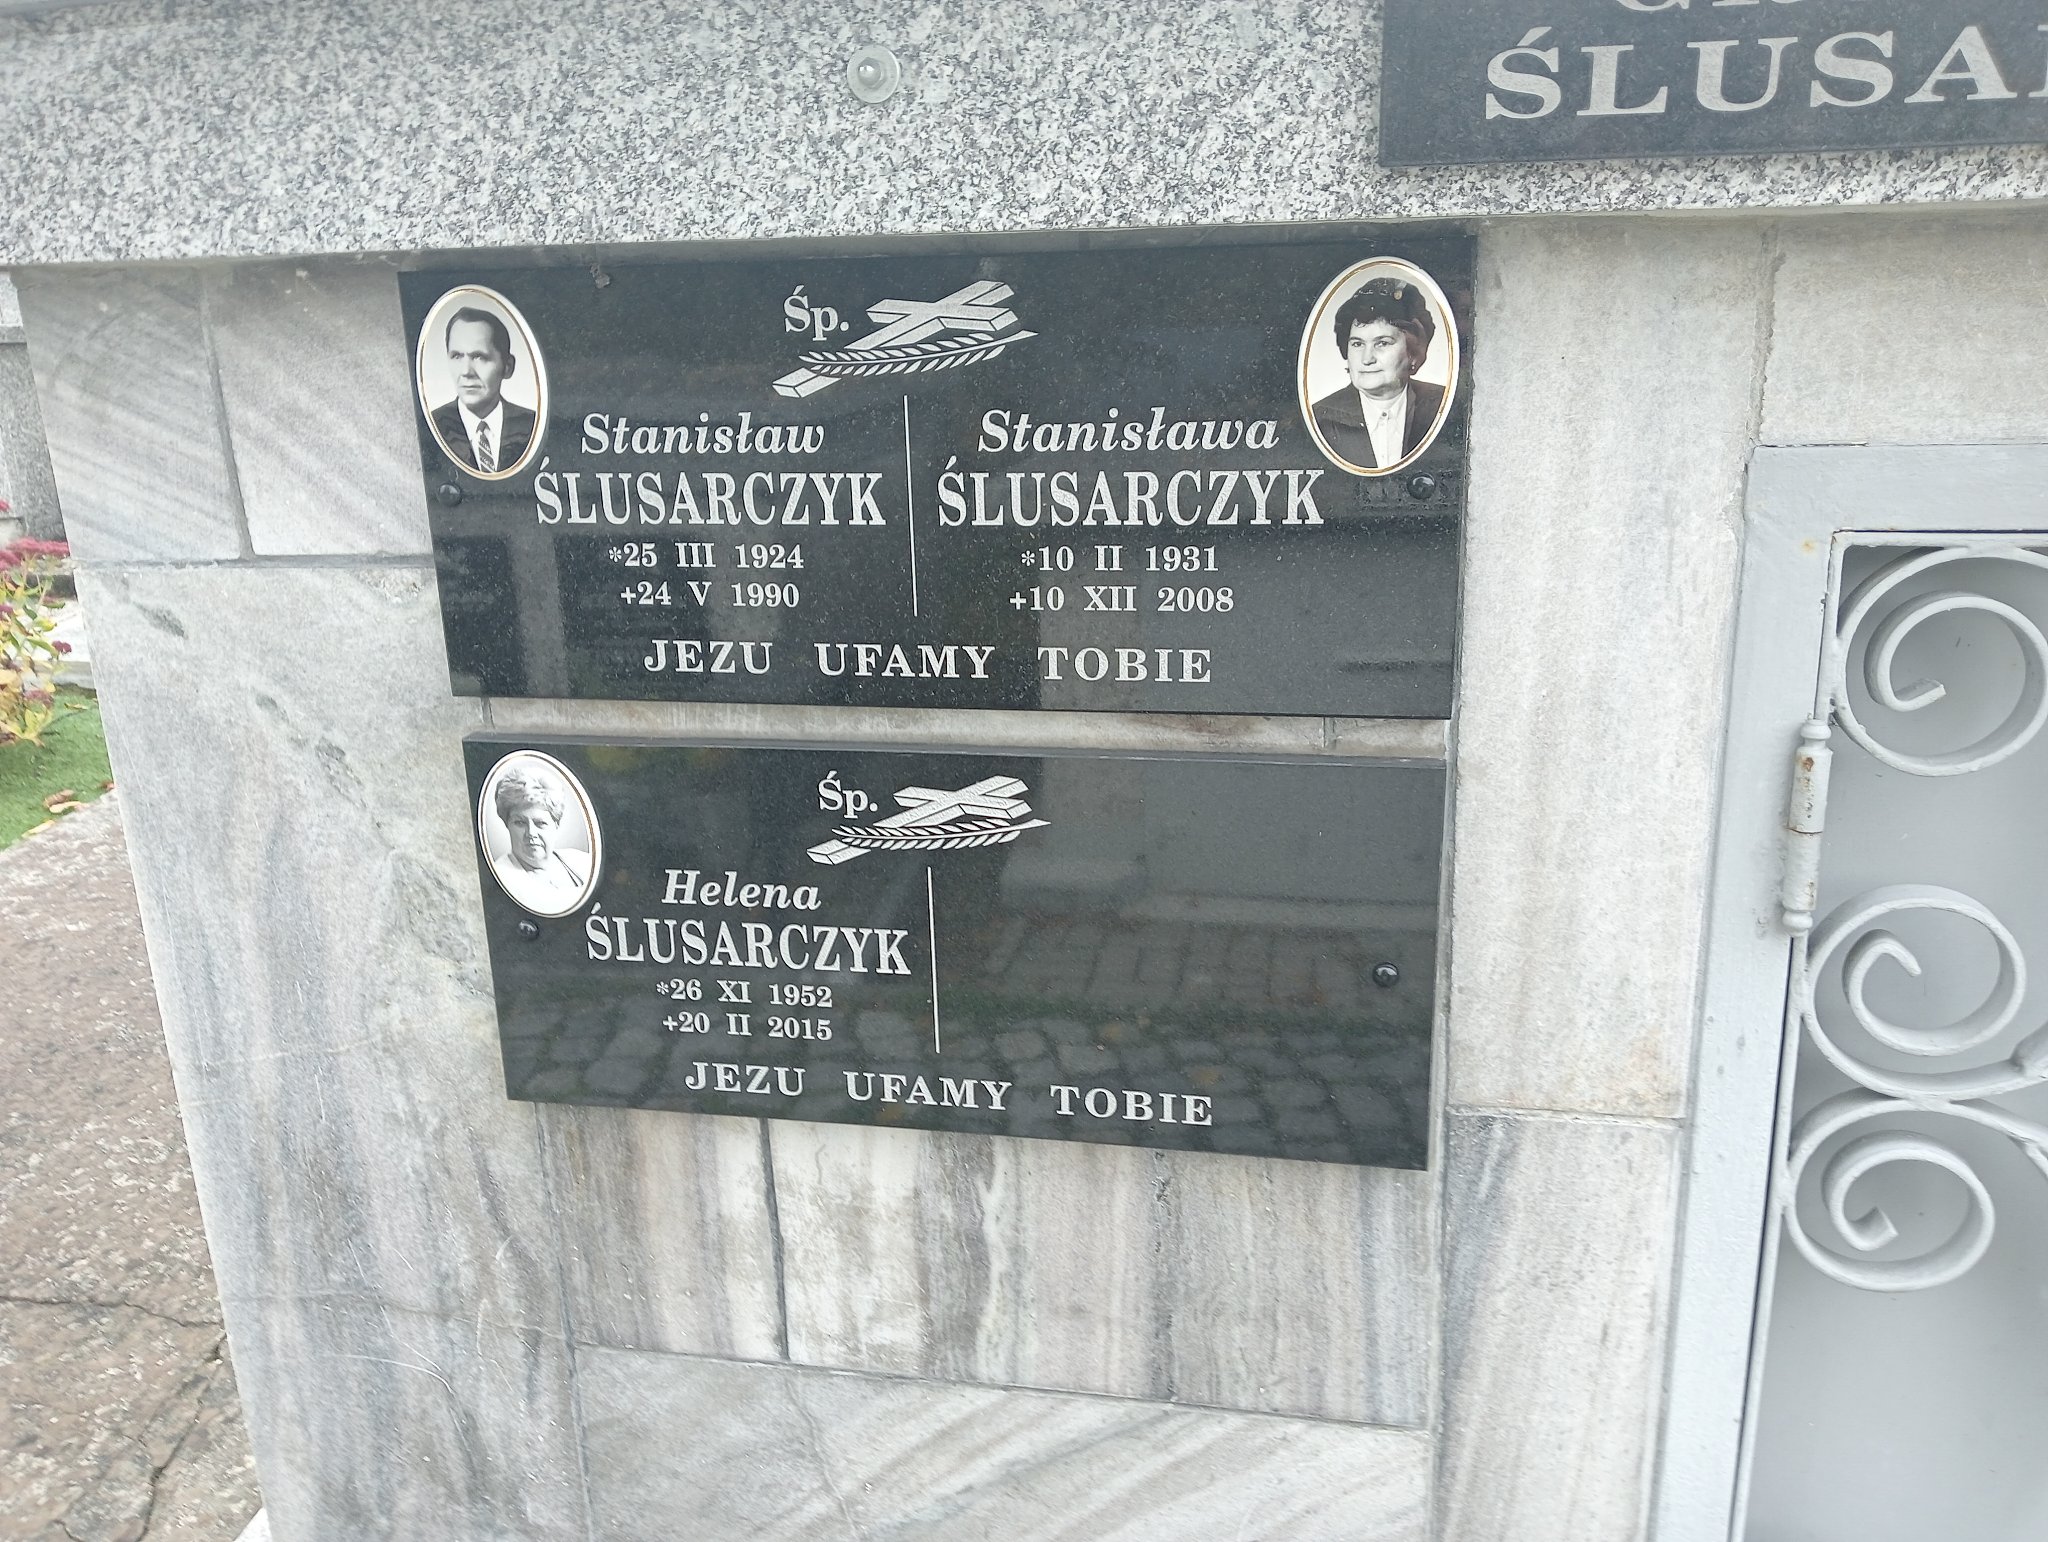 ŚLUSA
Śp.
Stanisław
ŚLUSARCZYK
*25 III 1924
+24 V 1990
Stanisława
ŚLUSARCZYK
*10 II 1931
+10 XII 2008
JEZU UFAMY TOBIE
Śp.
Helena
ŚLUSARCZYK
*26 XI 1952
+20 II 2015
JEZU UFAMY TOBIE